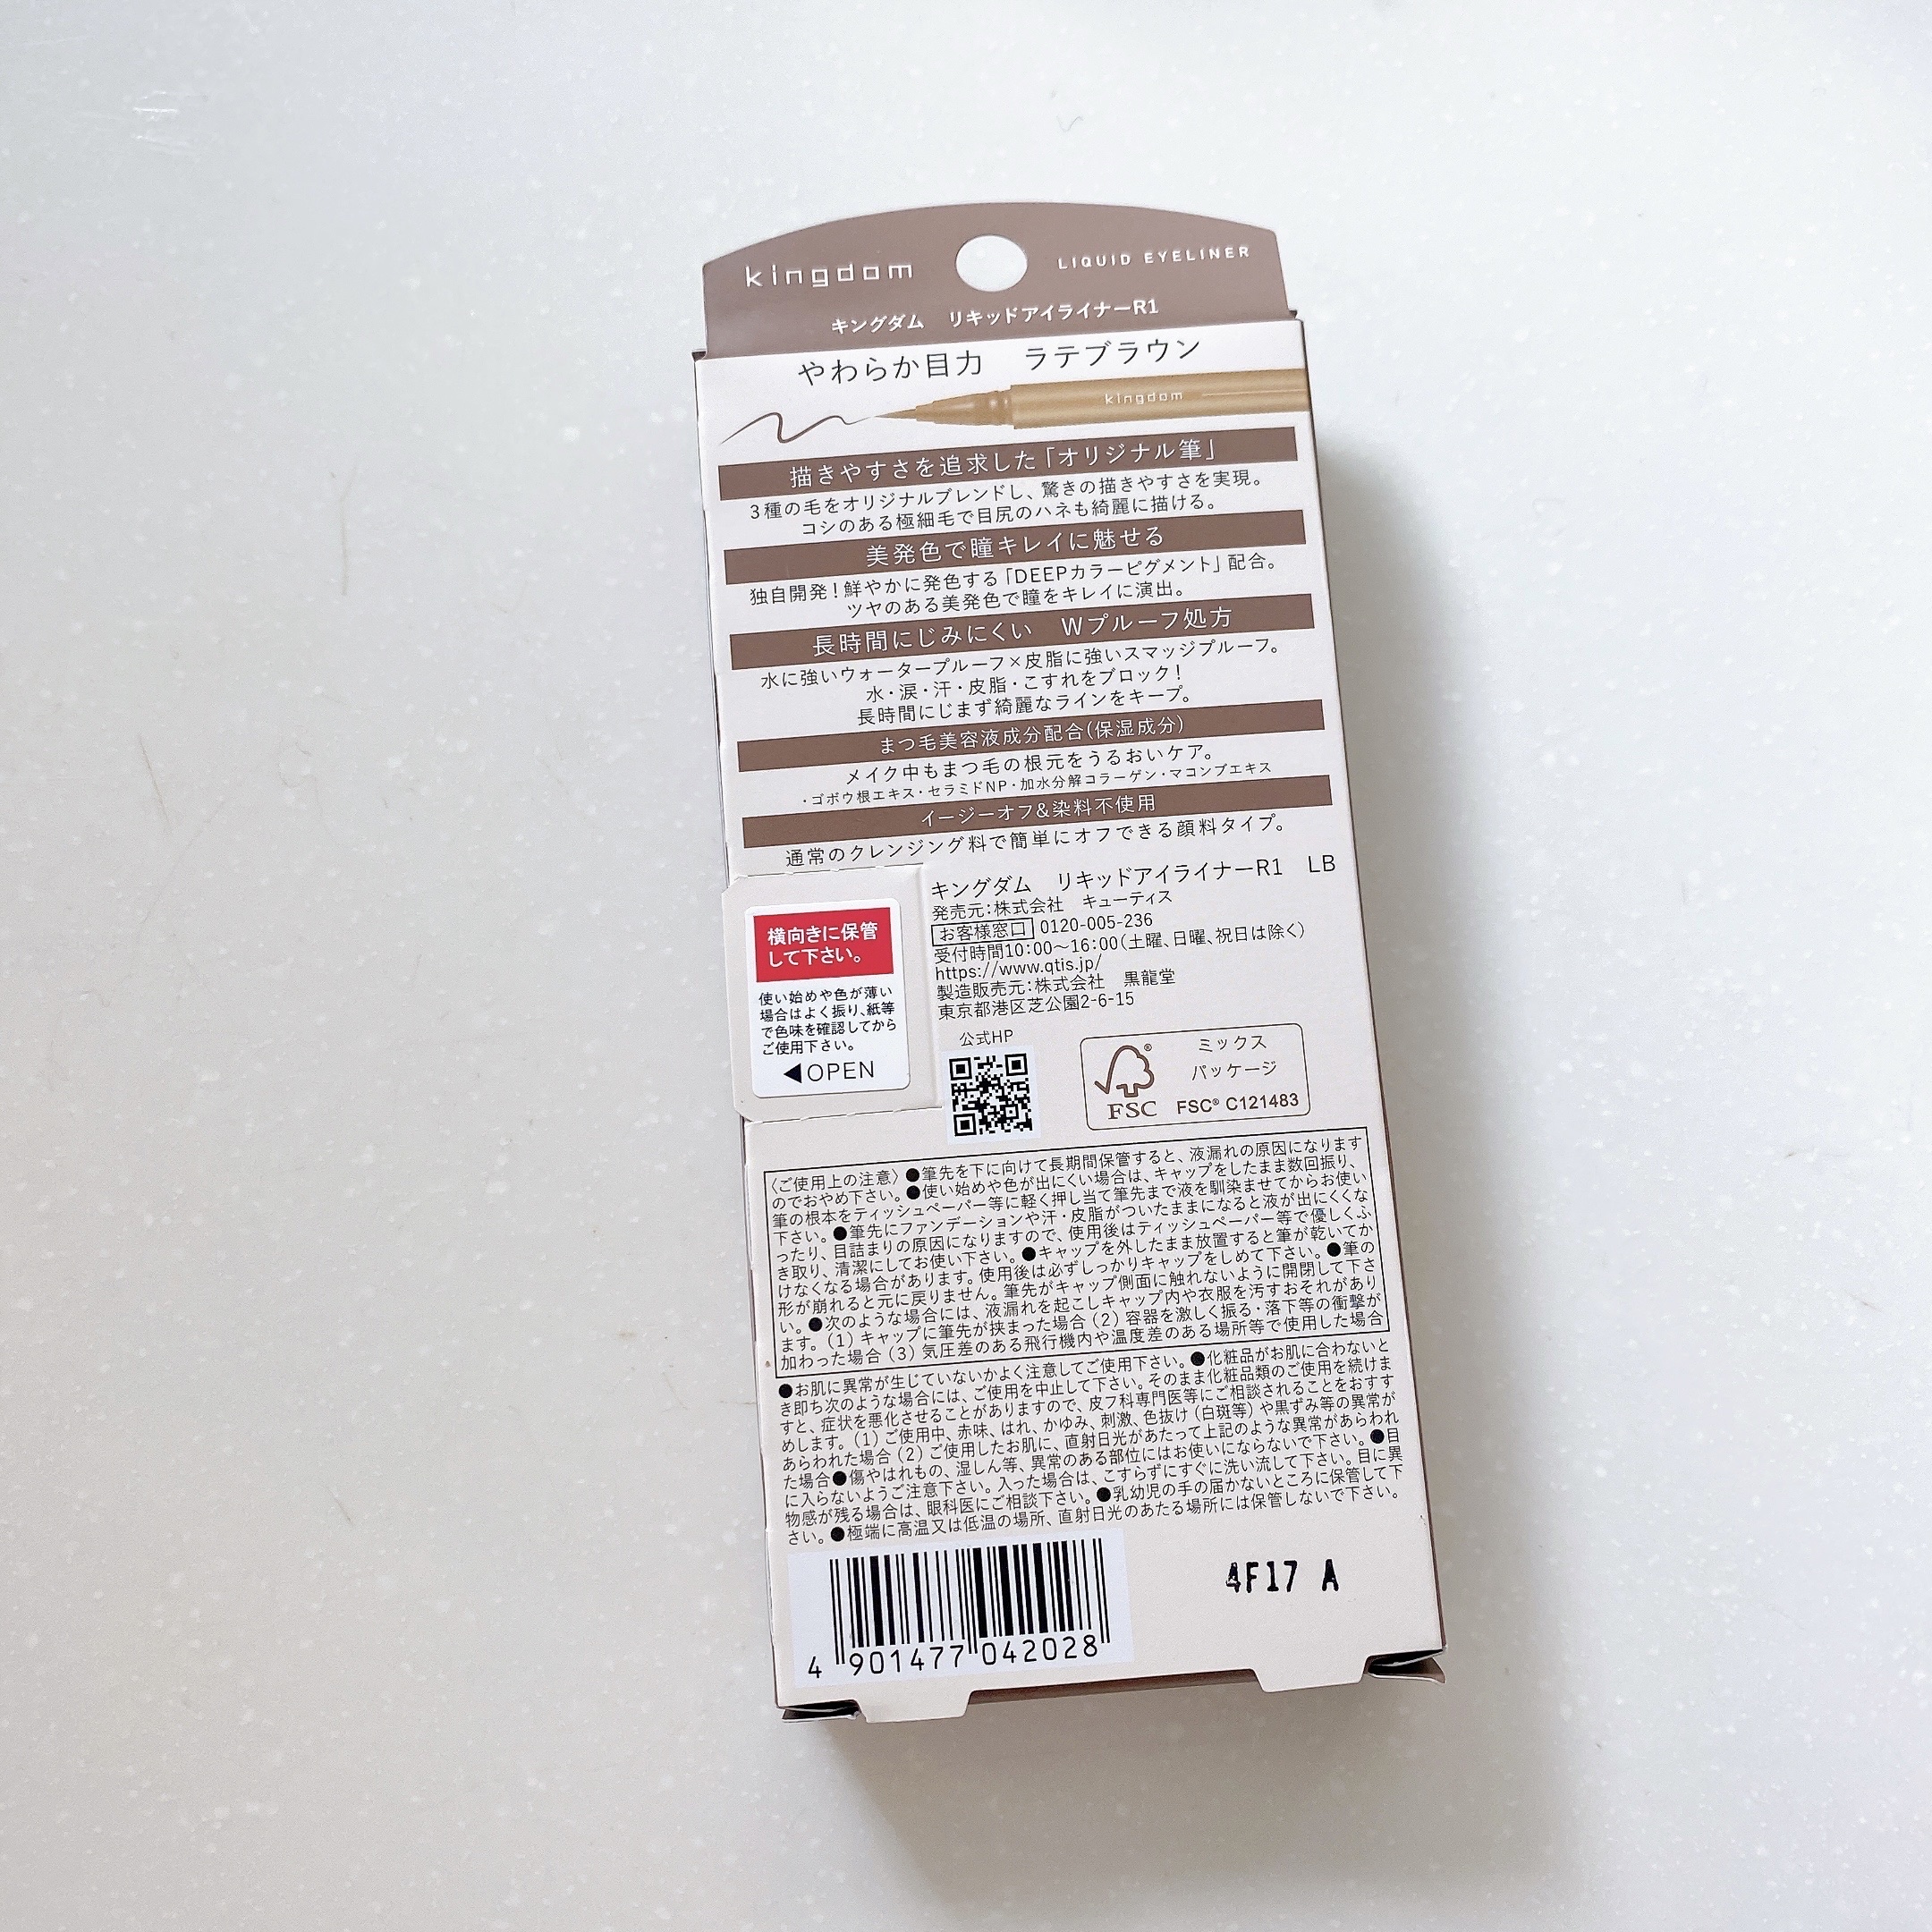 kingdom
LIQUID EYELINER
キングダム リキッドアイライナーR1
やわらか目力 ラテブラウン
kingdom
描きやすさを追求した「オリジナル筆」
3種の毛をオリジナルブレンドし、驚きの描きやすさを実現。
コシのある極細毛で目尻のハネも綺麗に描ける。
美発色で瞳キレイに魅せる
独自開発!鮮やかに発色する「DEEPカラーピグメント」配合。
ツヤのある美発色で瞳をキレイに演出。
長時間にじみにくい Wプルーフ処方
水に強いウォータープルーフ×皮脂に強いスマッジプルーフ。
水・涙・汗・皮脂・こすれをブロック!
長時間にじまず綺麗なラインをキープ。
まつ毛美容液成分配合(保湿成分)
メイク中もまつ毛の根元をうるおいケア。
・ゴボウ根エキス・セラミドNP・加水分解コラーゲン・マコンブエキス
イージーオフ&染料不使用
通常のクレンジング料で簡単にオフできる顔料タイプ。
横向きに保管
して下さい。
使い始めや色が薄い
場合はよく振り、紙等
で色味を確認してから
ご使用下さい。
◀OPEN
キングダム リキッドアイライナーR1 LB
発売元:株式会社 キューティス
お客様窓口 0120-005-236
受付時間10:00〜16:00(土曜、日曜、祝日は除く)
https://www.qtis.jp/
製造販売元:株式会社 黒龍堂
東京都港区芝公園2-6-15
公式HP
ミックス
パッケージ
FSC FSC® C121483
〈ご使用上の注意〉●筆先を下に向けて長期間保管すると、液漏れの原因になります
のでおやめ下さい。●使い始めや色が出にくい場合は、キャップをしたまま数回振り、
筆の根本をティッシュペーパー等に軽く押し当て筆先まで液を馴染ませてからお使い
下さい。●筆先にファンデーションや汗・皮脂がついたままになると液が出にくくな
ったり、目詰まりの原因になりますので、使用後はティッシュペーパー等で優しくふ
き取り、清潔にしてお使い下さい。●キャップを外したまま放置すると筆が乾いてか
けなくなる場合があります。使用後は必ずしっかりキャップをしめて下さい。●筆の
形が崩れると元に戻りません。筆先がキャップ側面に触れないように開閉して下さ
い。●次のような場合には、液漏れを起こしキャップ内や衣服を汚すおそれがあり
ます。(1)キャップに筆先が挟まった場合(2)容器を激しく振る・落下等の衝撃が
加わった場合(3)気圧差のある飛行機内や温度差のある場所等で使用した場合
●お肌に異常が生じていないかよく注意してご使用下さい。●化粧品がお肌に合わないと
き即ち次のような場合には、ご使用を中止して下さい。そのまま化粧品類のご使用を続けま
すと、症状を悪化させることがありますので、皮フ科専門医等にご相談されることをおすす
めします。(1)ご使用中、赤味、はれ、かゆみ、刺激、色抜け(白斑等)や黒ずみ等の異常が
あらわれた場合(2)ご使用したお肌に、直射日光があたって上記のような異常があらわれ
た場合●傷やはれもの、湿しん等、異常のある部位にはお使いにならないで下さい。●目
に入らないようご注意下さい。入った場合は、こすらずにすぐに洗い流して下さい。目に異
物感が残る場合は、眼科医にご相談下さい。●乳幼児の手の届かないところに保管して下
さい。●極端に高温又は低温の場所、直射日光のあたる場所には保管しないで下さい。
4F17 A
4 901477 042028